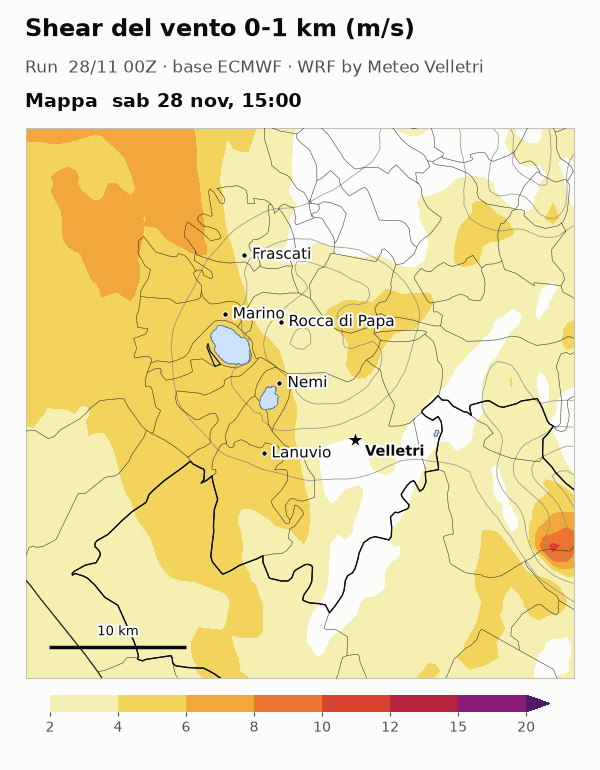 Shear del vento 0-1 km (m/s)
Run  28/11 00Z · base ECMWF · WRF by Meteo Velletri
Mappa  sab 28 nov, 15:00
Frascati
Marino
Rocca di Papa
Nemi
Velletri
Lanuvio
10 km
2 4 6 8 10 12 15 20